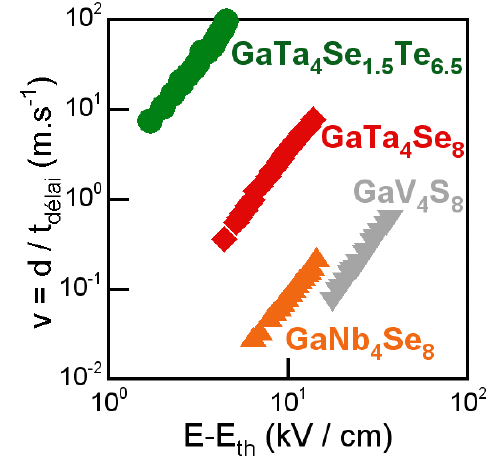 10²
GaTa₄Se₁.₅Te₆.₅
10¹
GaTa₄Se₈
GaV₄S₈
10⁰
10⁻¹
GaNb₄Se₈
10⁻²
10⁰ 10¹ 10²
E-Eₜₕ (kV / cm)
v = d / t_délai (m.s⁻¹)